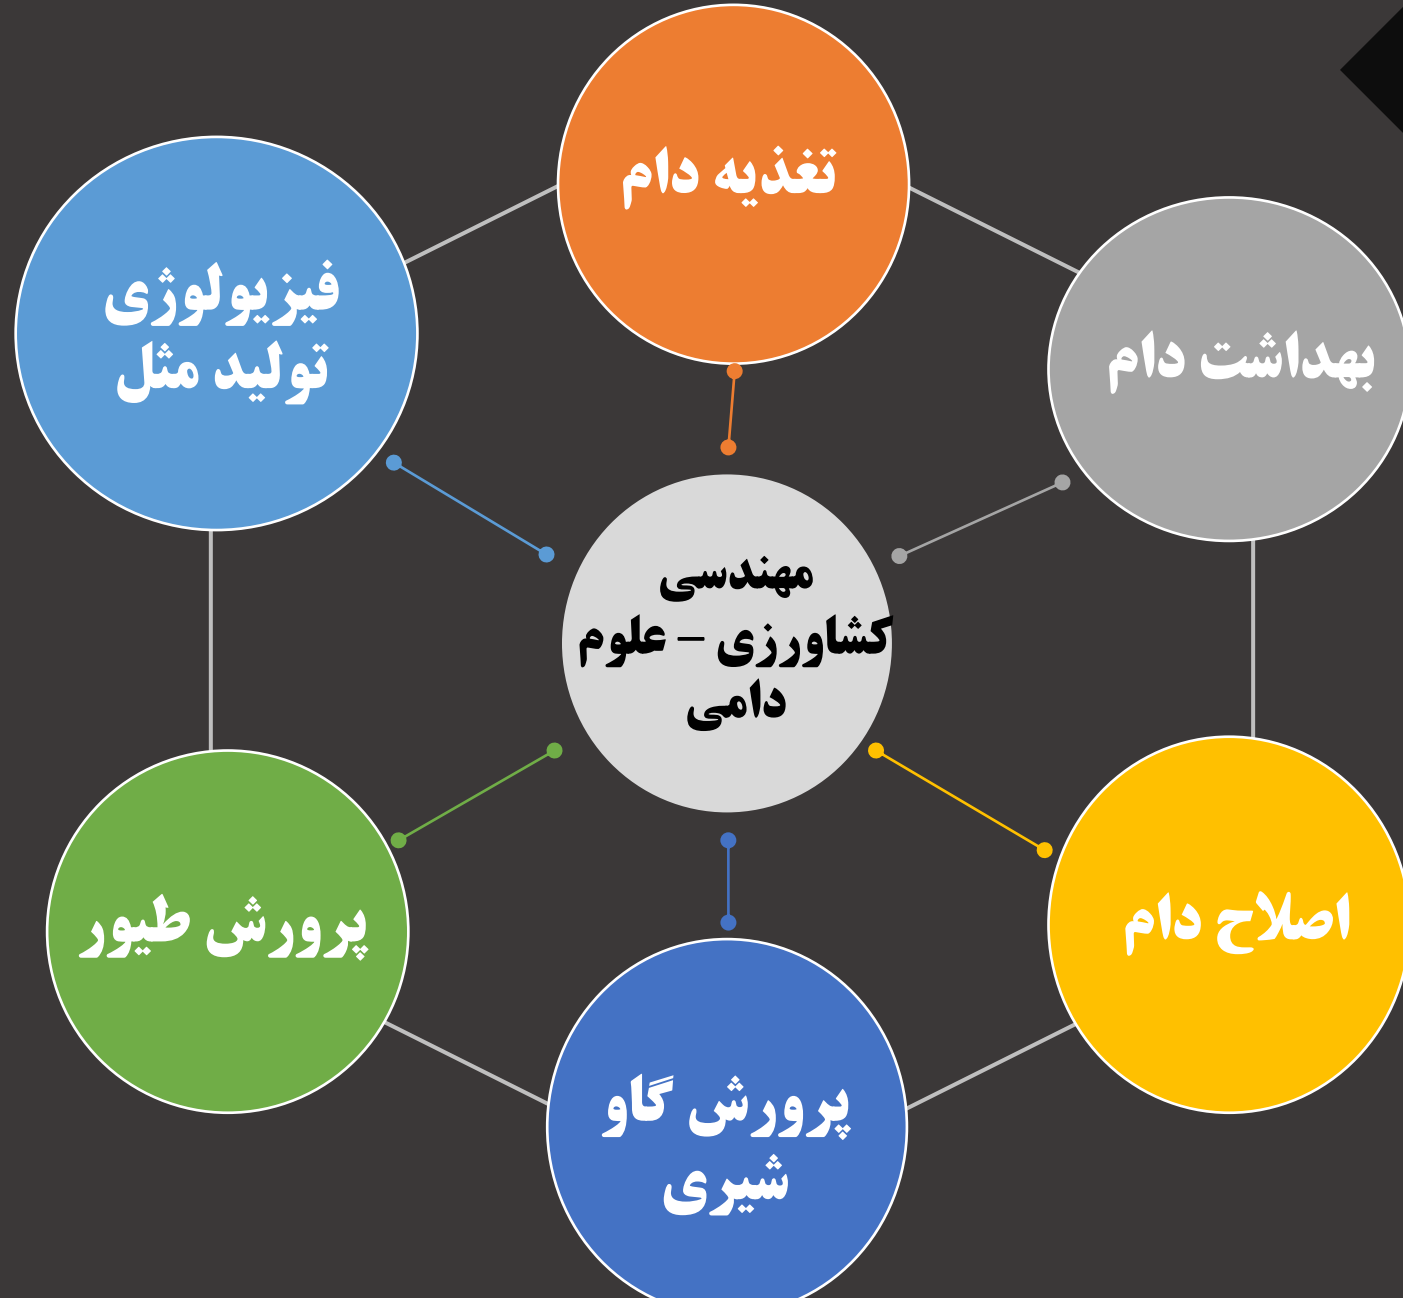 تغذیه دام
بهداشت دام
فیزیولوژی
تولید مثل
مهندسی
کشاورزی – علوم
دامی
اصلاح دام
پرورش طیور
پرورش گاو
شیری